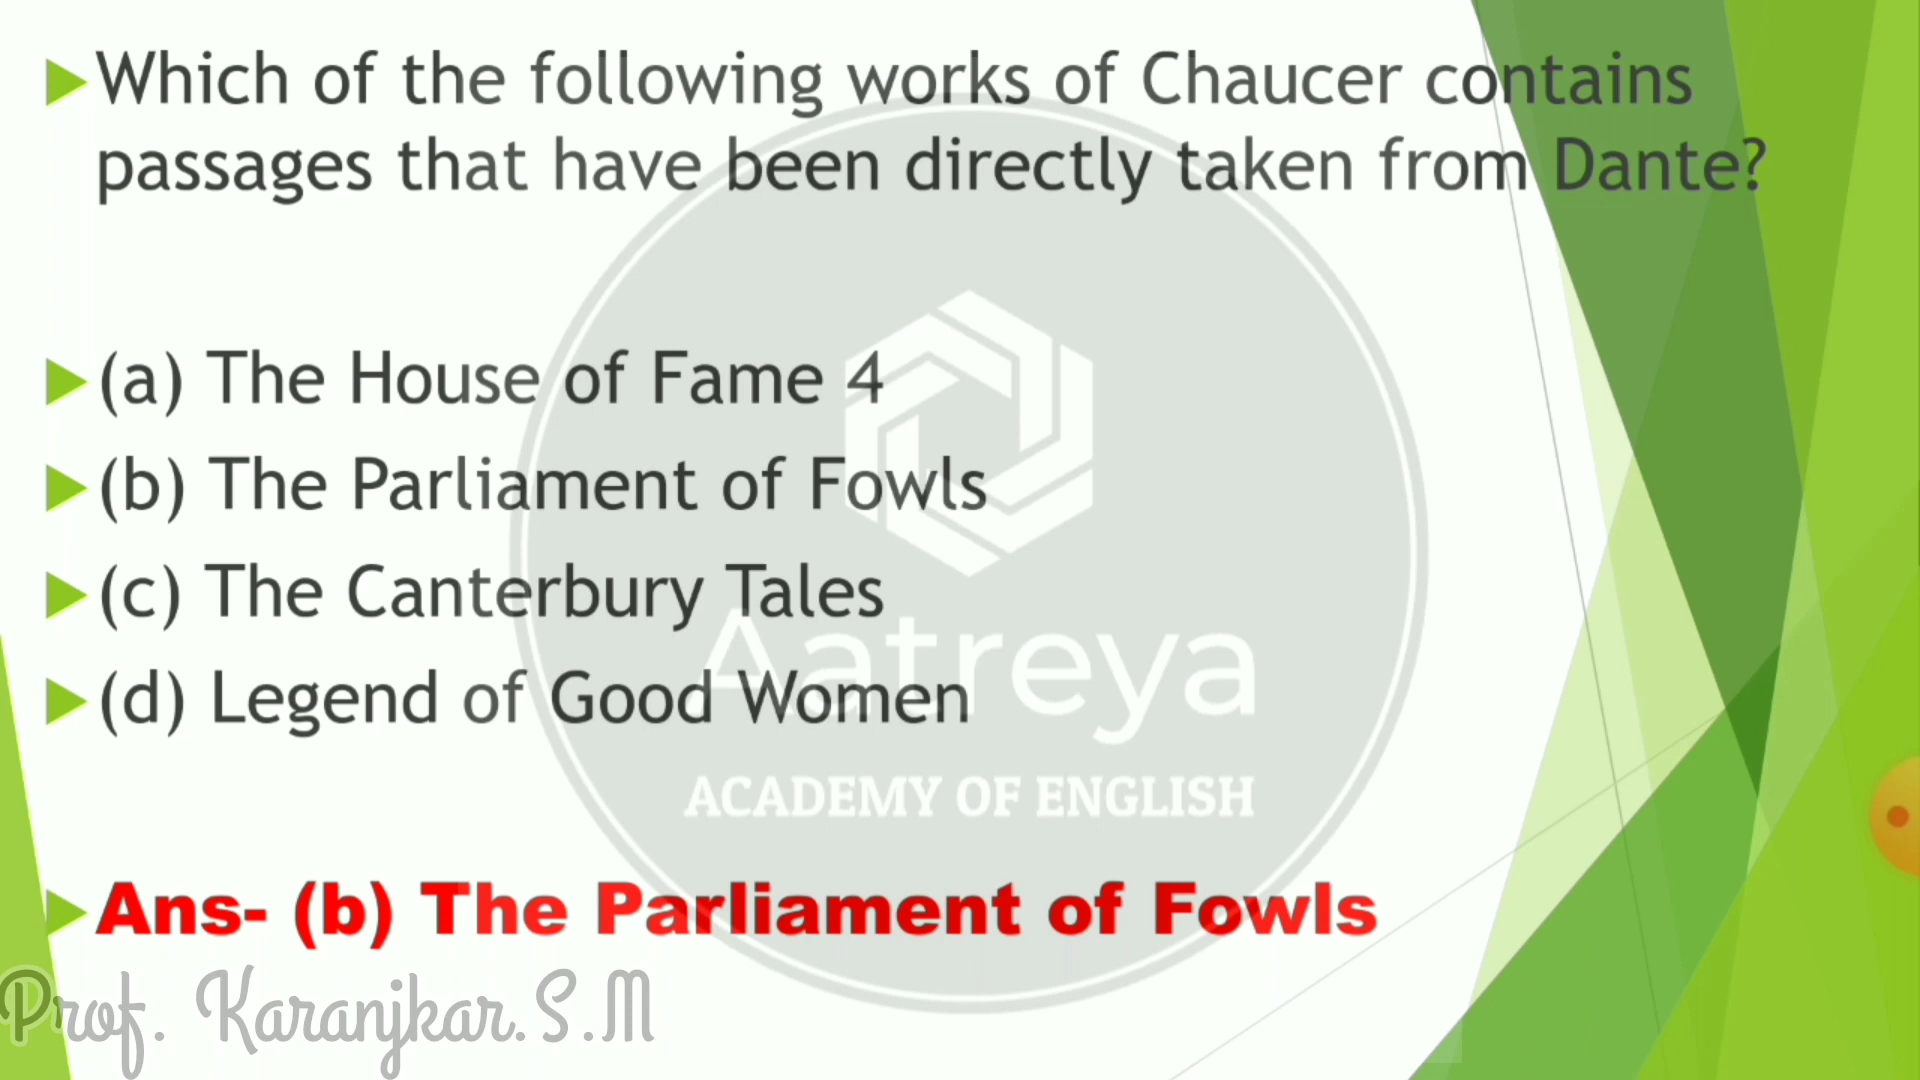 Which of the following works of Chaucer contains
passages that have been directly taken from Dante?
(a) The House of Fame 4
(b) The Parliament of Fowls
(c) The Canterbury Tales
(d) Legend of Good Women
Aatreya
ACADEMY OF ENGLISH
Ans- (b) The Parliament of Fowls
Prof. Karanjkar.S.M